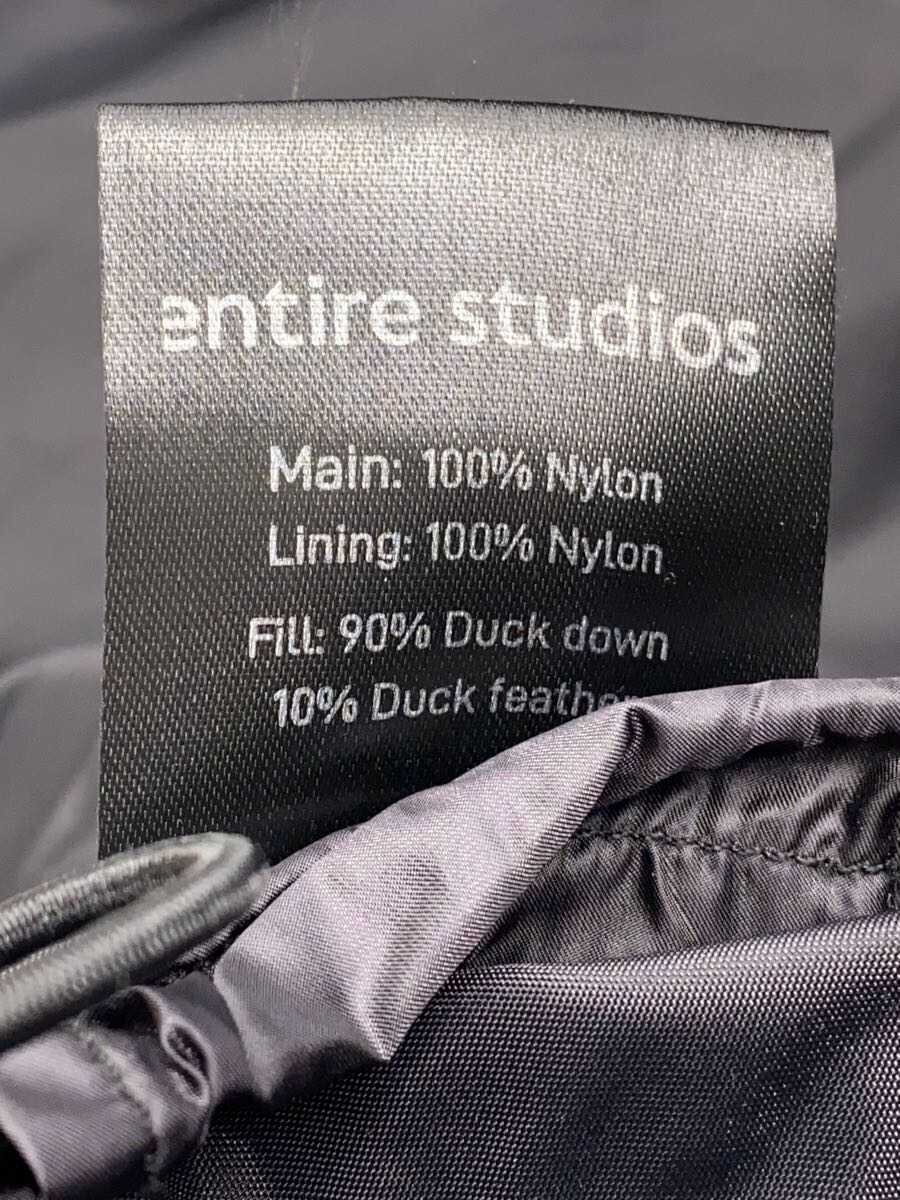 entire studios
Main: 100% Nylon
Lining: 100% Nylon
Fill: 90% Duck down
10% Duck